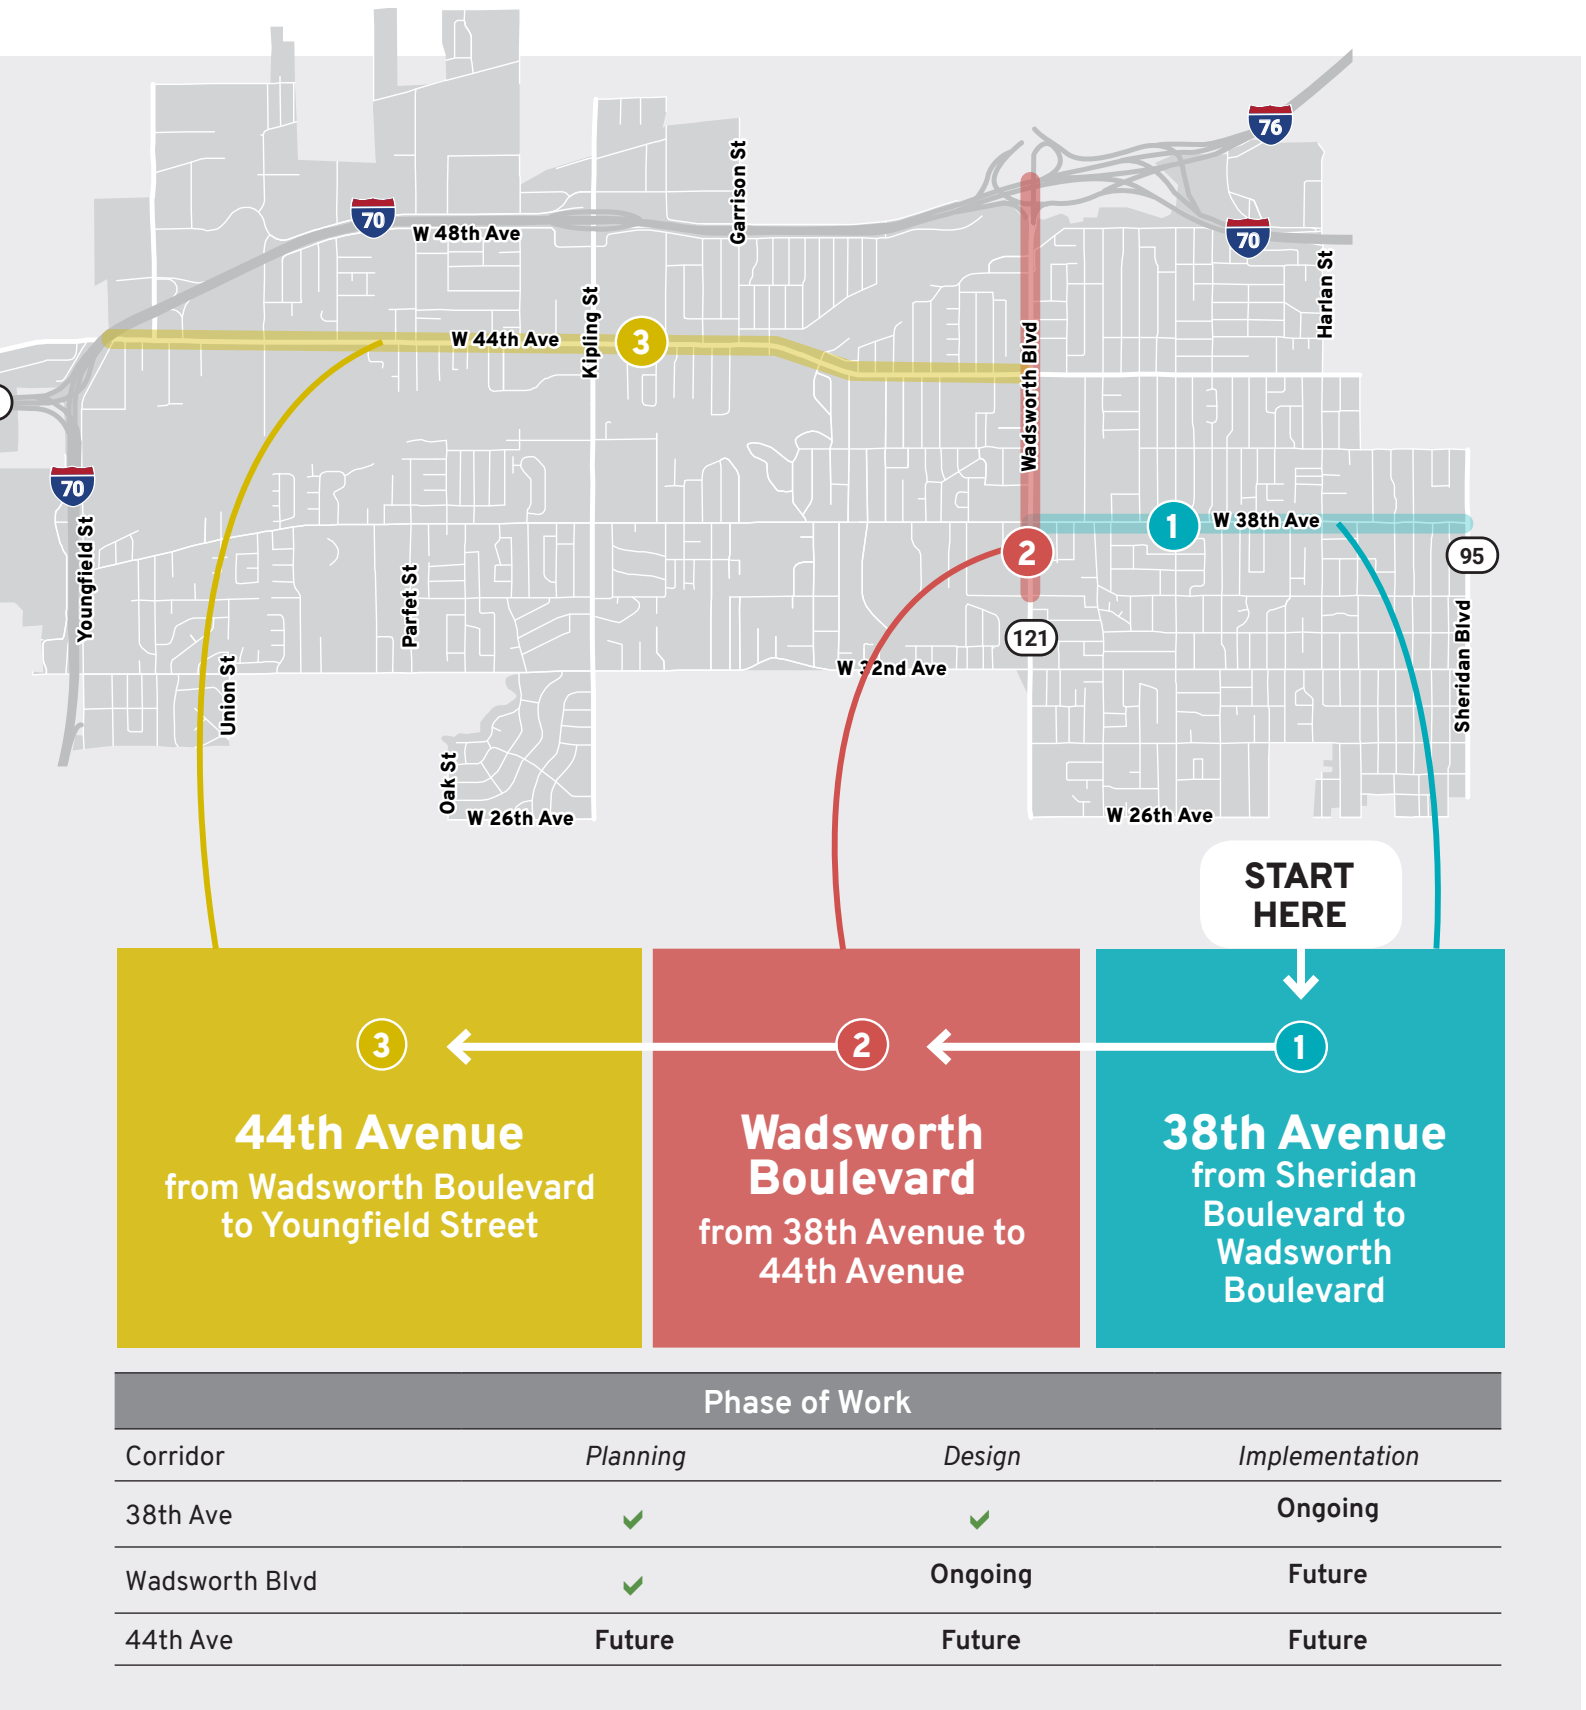 76
Garrison St
70
W 48th Ave
70
Harlan St
Kipling St
W 44th Ave
3
Wadsworth Blvd
70
Youngfield St
1
W 38th Ave
2
95
Parfet St
121
Sheridan Blvd
Union St
W 32nd Ave
Oak St
W 26th Ave
W 26th Ave
START
HERE
3
44th Avenue
from Wadsworth Boulevard
to Youngfield Street
2
Wadsworth
Boulevard
from 38th Avenue to
44th Avenue
1
38th Avenue
from Sheridan
Boulevard to
Wadsworth
Boulevard
Phase of Work
Corridor Planning Design Implementation
38th Ave ✓ ✓ Ongoing
Wadsworth Blvd ✓ Ongoing Future
44th Ave Future Future Future